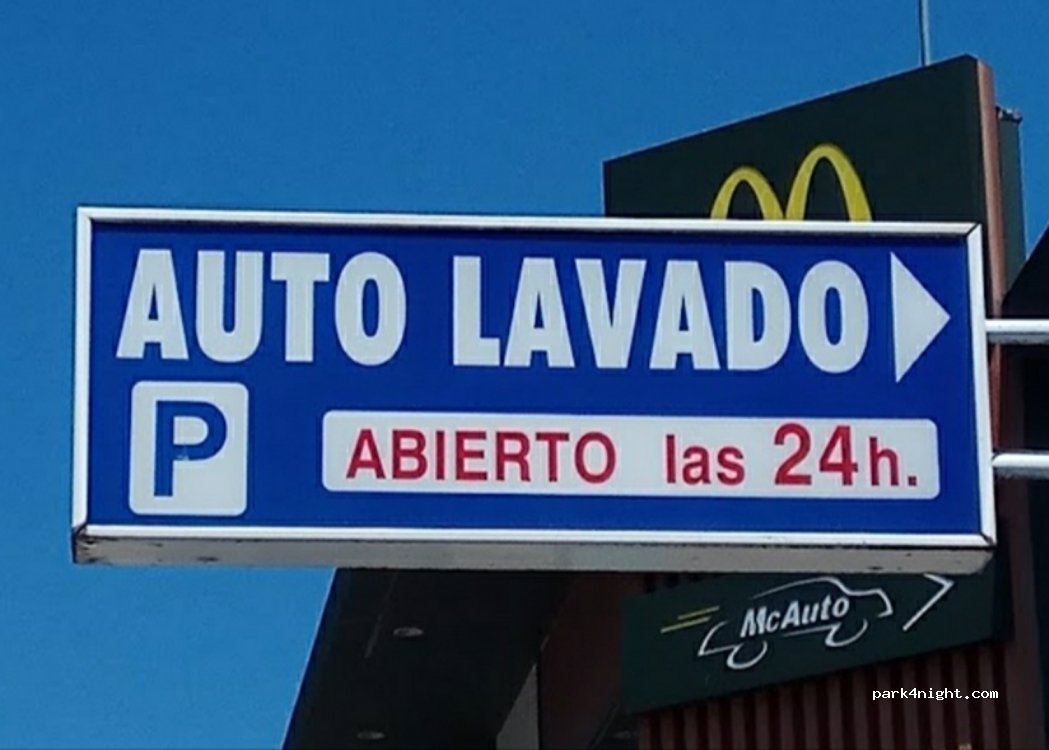 AUTO LAVADO
P
ABIERTO las 24h.
McAuto
park4night.com